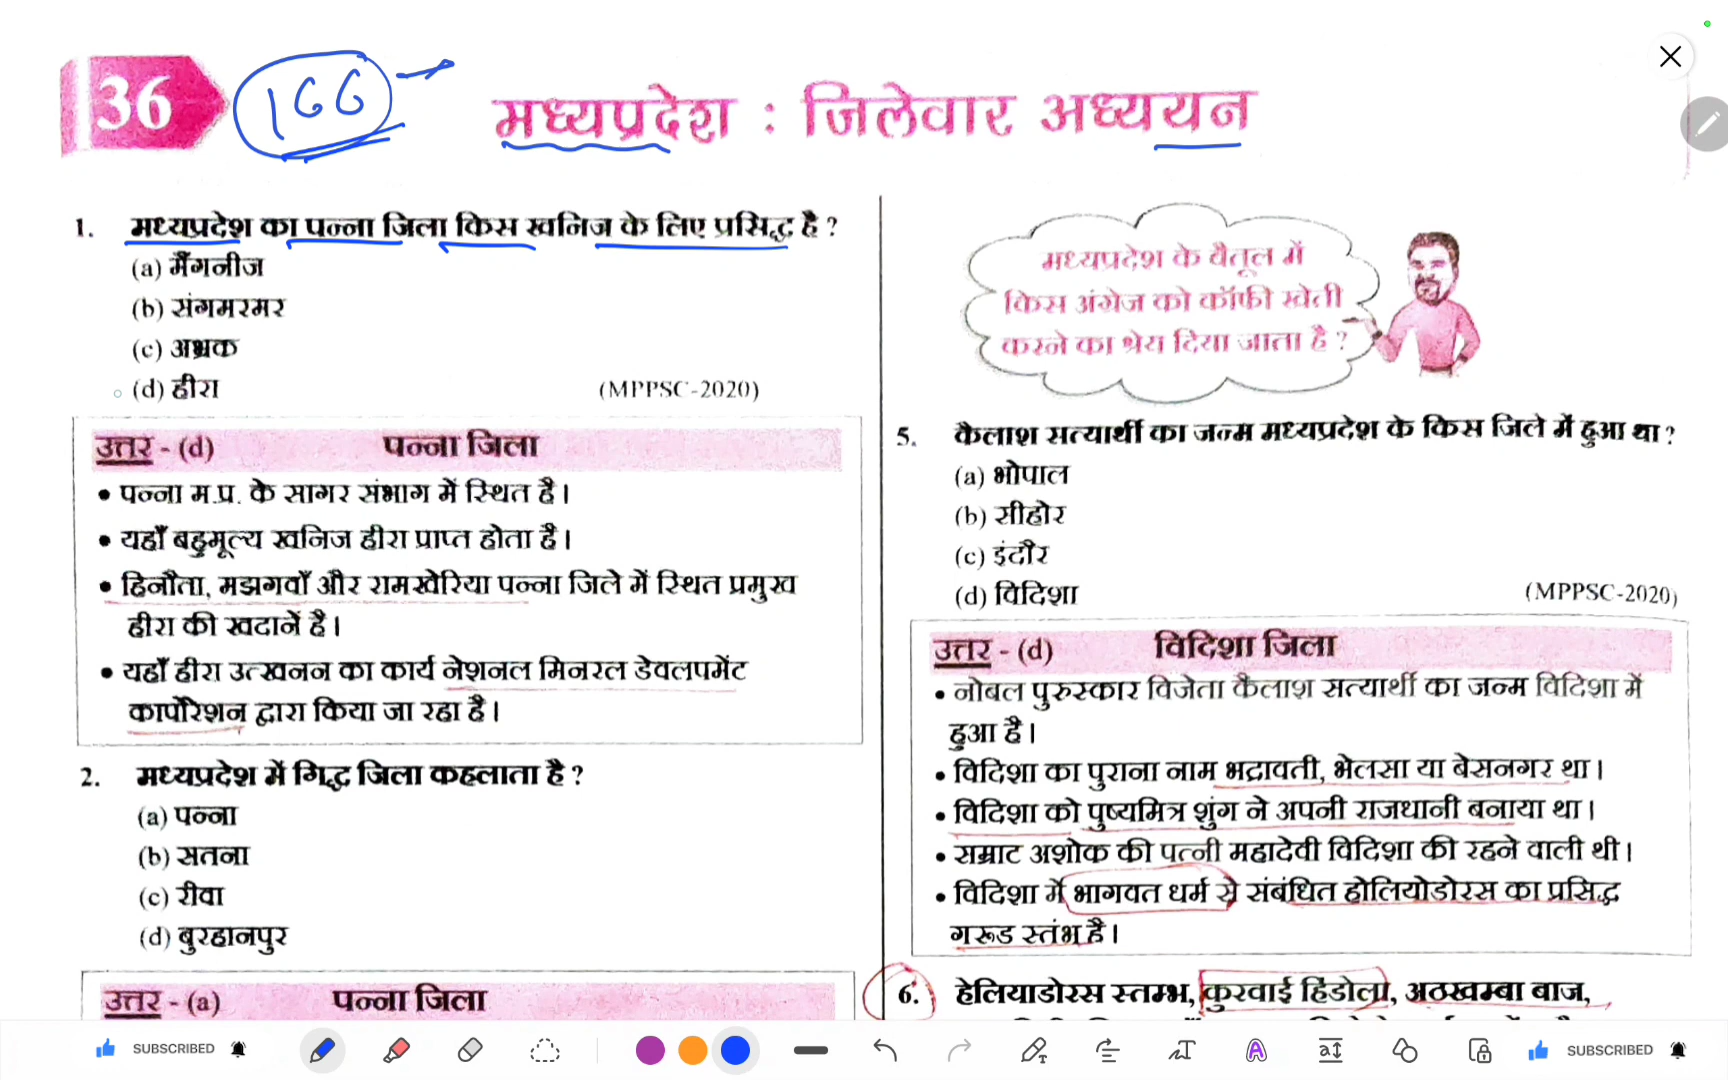 36
166
मध्यप्रदेश : जिलेवार अध्ययन
1. मध्यप्रदेश का पन्ना जिला किस खनिज के लिए प्रसिद्ध है ?
(a) मैंगनीज
(b) संगमरमर
(c) अभ्रक
(d) हीरा (MPPSC-2020)
उत्तर - (d) पन्ना जिला
• पन्ना म.प्र. के सागर संभाग में स्थित है।
• यहाँ बहुमूल्य खनिज हीरा प्राप्त होता है।
• हिनौता, मझगवाँ और रामखेरिया पन्ना जिले में स्थित प्रमुख
हीरा की खदानें है।
• यहाँ हीरा उत्खनन का कार्य नेशनल मिनरल डेवलपमेंट
कार्पोरेशन द्वारा किया जा रहा है।
2. मध्यप्रदेश में गिद्ध जिला कहलाता है ?
(a) पन्ना
(b) सतना
(c) रीवा
(d) बुरहानपुर
उत्तर - (a) पन्ना जिला
मध्यप्रदेश के बैतूल में
किस अंग्रेज को कॉफी खेती
करने का श्रेय दिया जाता है ?
5. कैलाश सत्यार्थी का जन्म मध्यप्रदेश के किस जिले में हुआ था ?
(a) भोपाल
(b) सीहोर
(c) इंदौर
(d) विदिशा (MPPSC-2020)
उत्तर - (d) विदिशा जिला
• नोबल पुरुस्कार विजेता कैलाश सत्यार्थी का जन्म विदिशा में
हुआ है।
• विदिशा का पुराना नाम भद्रावती, भेलसा या बेसनगर था।
• विदिशा को पुष्यमित्र शुंग ने अपनी राजधानी बनाया था।
• सम्राट अशोक की पत्नी महादेवी विदिशा की रहने वाली थी।
• विदिशा में भागवत धर्म से संबंधित होलियोडोरस का प्रसिद्ध
गरूड स्तंभ है।
6. हेलियाडोरस स्तम्भ, कुरवाई हिंडोला, अठखम्बा बाज,
SUBSCRIBED
SUBSCRIBED